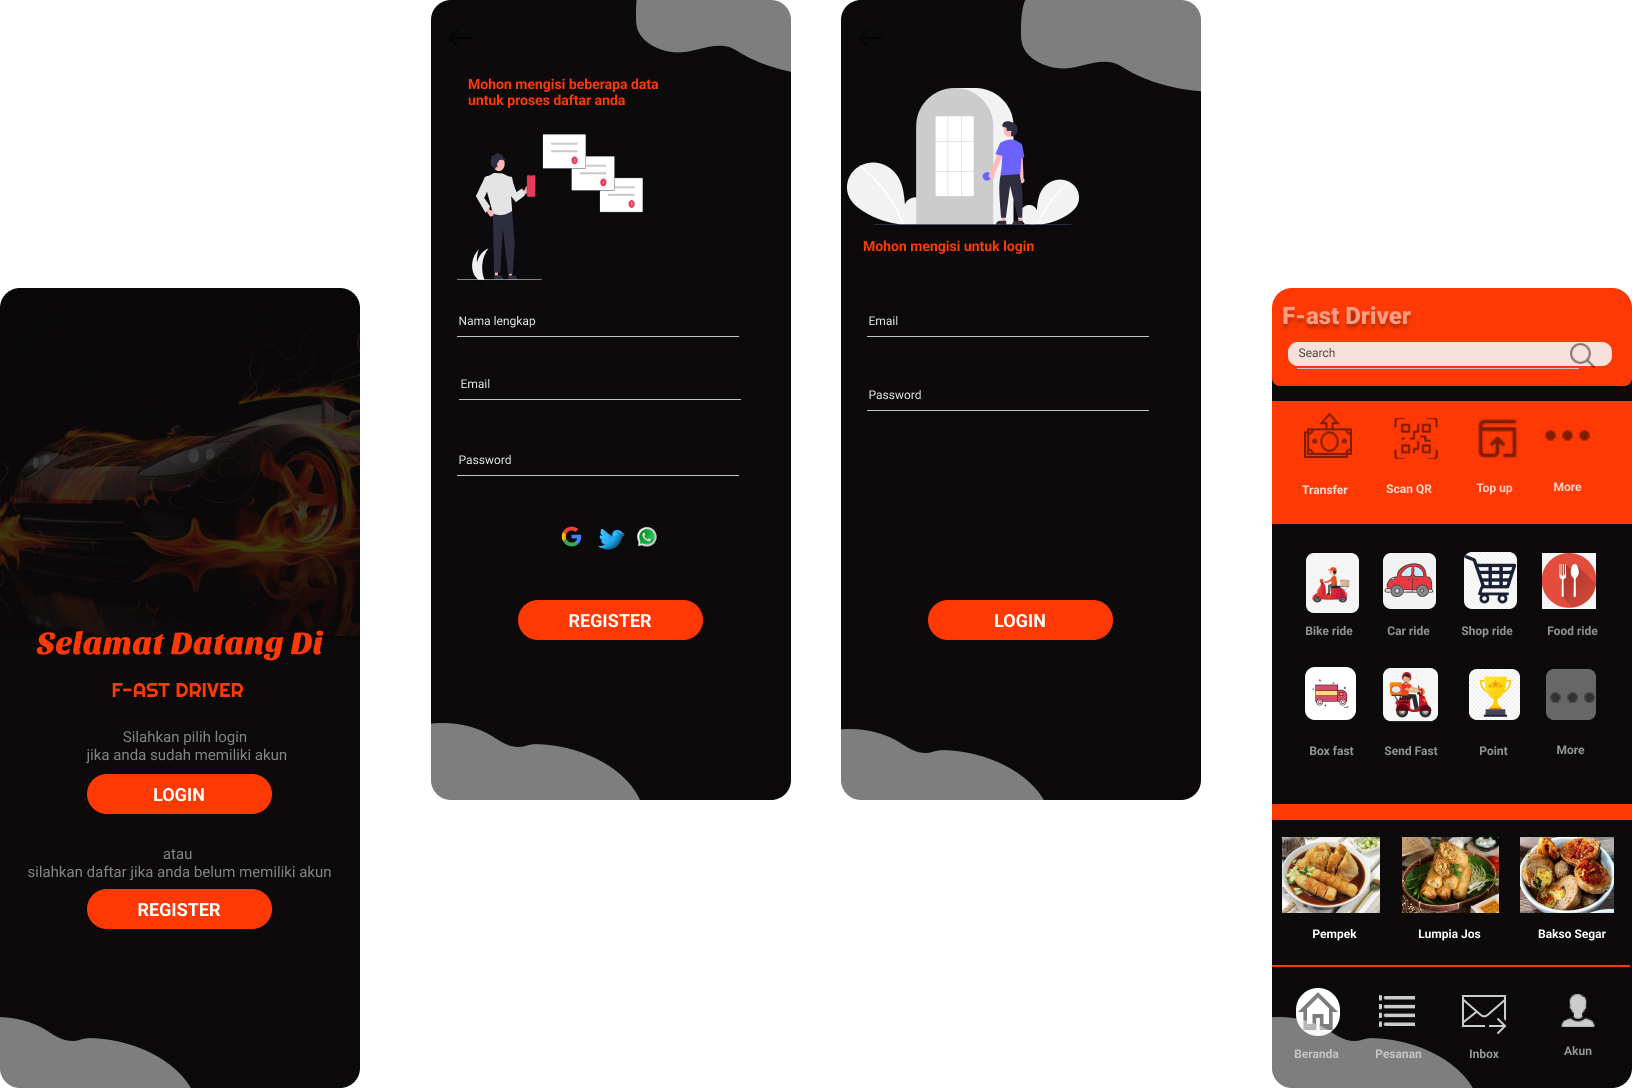 Selamat Datang Di
F-AST DRIVER
Silahkan pilih login
jika anda sudah memiliki akun
LOGIN
atau
silahkan daftar jika anda belum memiliki akun
REGISTER
Mohon mengisi beberapa data
untuk proses daftar anda
Nama lengkap
Email
Password
REGISTER
Mohon mengisi untuk login
Email
Password
LOGIN
F-ast Driver
Search
Transfer
Scan QR
Top up
More
Bike ride
Car ride
Shop ride
Food ride
Box fast
Send Fast
Point
More
Pempek
Lumpia Jos
Bakso Segar
Beranda
Pesanan
Inbox
Akun